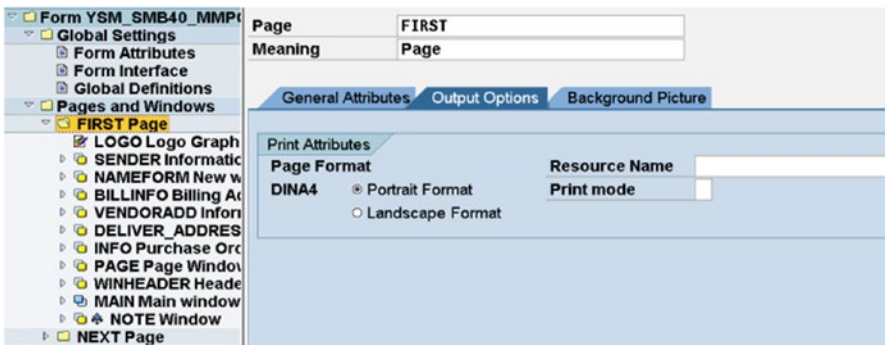 Form YSM_SMB40_MMP
Global Settings
Form Attributes
Form Interface
Global Definitions
Pages and Windows
FIRST Page
LOGO Logo Graph
SENDER Informatic
NAMEFORM New w
BILLINFO Billing
VENDORADD Infor
DELIVER_ADDRES
INFO Purchase Ord
PAGE Page Window
WINHEADER Heade
MAIN Main window
NOTE Window
NEXT Page
Page FIRST
Meaning Page
General Attributes Output Options Background Picture
Print Attributes
Page Format Resource Name
DINA4 Portrait Format Print mode
Landscape Format